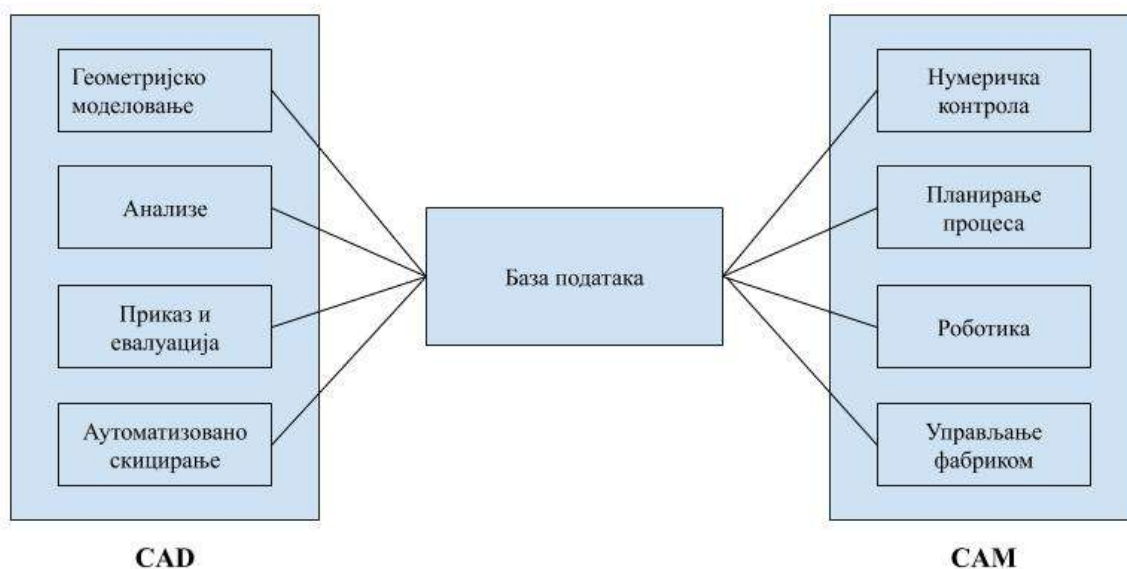 Геометријско
моделовање
Анализе
Приказ и
евалуација
Аутоматизовано
скицирање
CAD
База података
Нумеричка
контрола
Планирање
процеса
Роботика
Управљање
фабриком
CAM